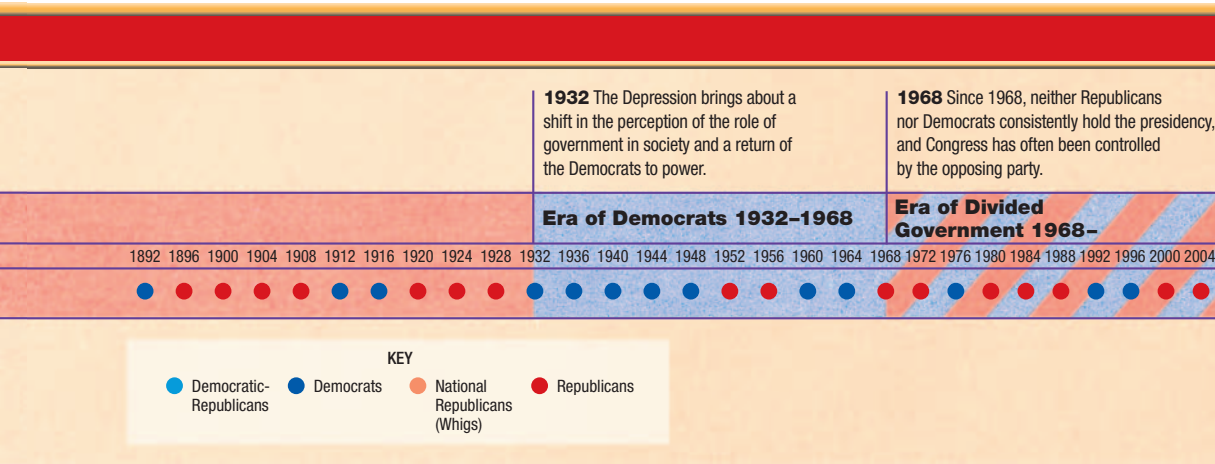 1932 The Depression brings about a
shift in the perception of the role of
government in society and a return of
the Democrats to power.
1968 Since 1968, neither Republicans
nor Democrats consistently hold the presidency,
and Congress has often been controlled
by the opposing party.
Era of Democrats 1932–1968
Era of Divided
Government 1968–
1892 1896 1900 1904 1908 1912 1916 1920 1924 1928 1932 1936 1940 1944 1948 1952 1956 1960 1964 1968 1972 1976 1980 1984 1988 1992 1996 2000 2004
KEY
Democratic-
Republicans
Democrats
National
Republicans
(Whigs)
Republicans